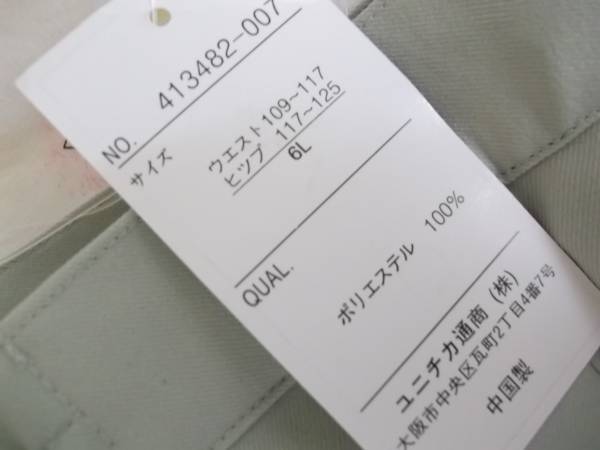 NO. 413482-007
サイズ ウエスト109~117
ヒップ 117~125
6L
QUAL.
ポリエステル 100%
ユニチカ通商 (株)
大阪市中央区瓦町2丁目4番7号
中国製